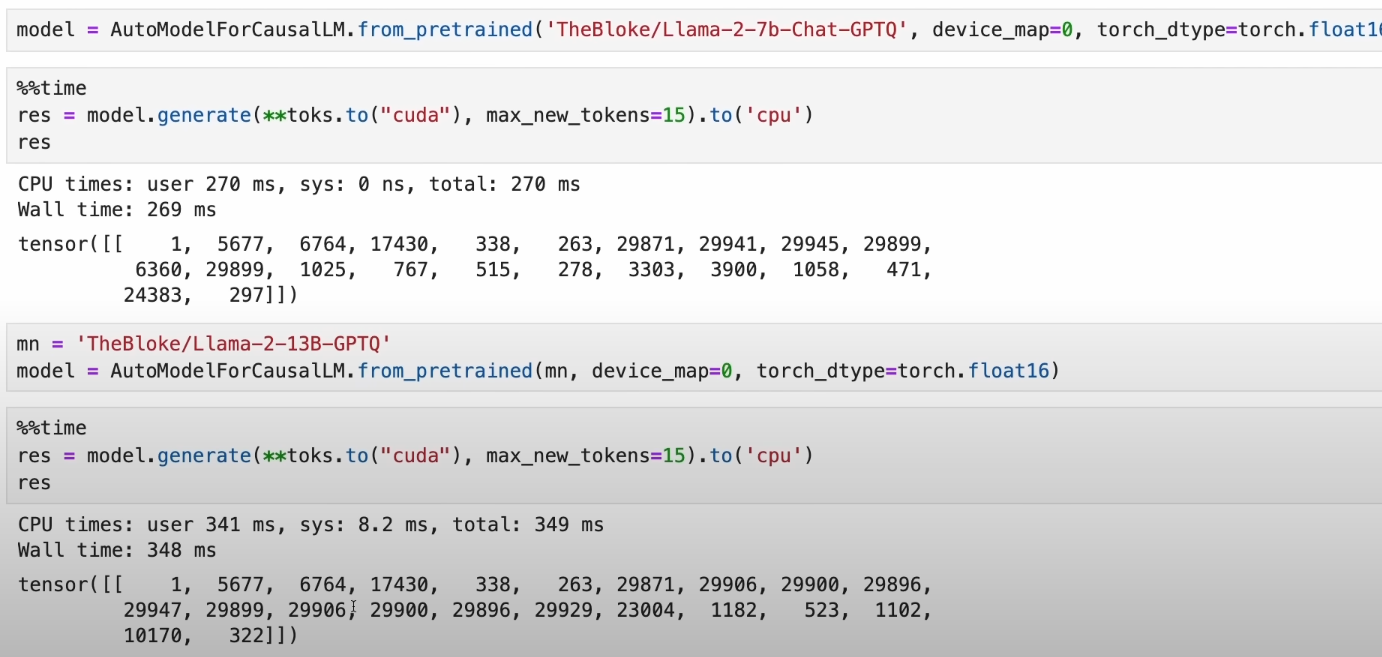 model = AutoModelForCausalLM.from_pretrained('TheBloke/Llama-2-7b-Chat-GPTQ', device_map=0, torch_dtype=torch.float16
%%time
res = model.generate(**toks.to("cuda"), max_new_tokens=15).to('cpu')
res
CPU times: user 270 ms, sys: 0 ns, total: 270 ms
Wall time: 269 ms
tensor([[    1,  5677,  6764, 17430,   338,   263, 29871, 29941, 29945, 29899,
          6360, 29899,  1025,   767,   515,   278,  3303,  3900,  1058,   471,
         24383,   297]])
mn = 'TheBloke/Llama-2-13B-GPTQ'
model = AutoModelForCausalLM.from_pretrained(mn, device_map=0, torch_dtype=torch.float16)
%%time
res = model.generate(**toks.to("cuda"), max_new_tokens=15).to('cpu')
res
CPU times: user 341 ms, sys: 8.2 ms, total: 349 ms
Wall time: 348 ms
tensor([[    1,  5677,  6764, 17430,   338,   263, 29871, 29906, 29900, 29896,
         29947, 29899, 29906, 29900, 29896, 29929, 23004,  1182,   523,  1102,
         10170,   322]])